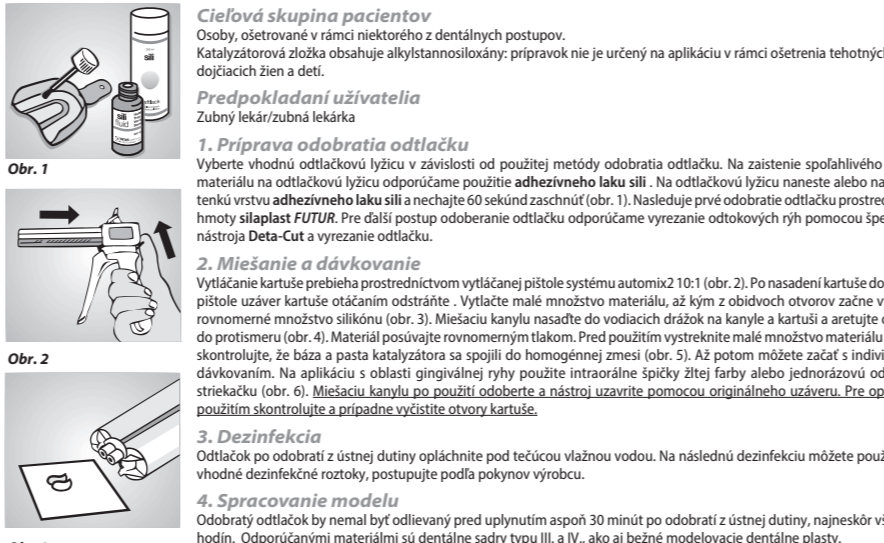 Cieľová skupina pacientov
Osoby, ošetrované v rámci niektorého z dentálnych postupov.
Katalyzátorová zložka obsahuje alkylstannosiloxány: prípravok nie je určený na aplikáciu v rámci ošetrenia tehotných
dojčiacich žien a detí.
Predpokladaní užívatelia
Zubný lekár/zubná lekárka
1. Príprava odobratia odtlačku
Vyberte vhodnú odtlačkovú lyžicu v závislosti od použitej metódy odobratia odtlačku. Na zaistenie spoľahlivého
materiálu na odtlačkovú lyžicu odporúčame použitie adhezívneho laku sili . Na odtlačkovú lyžicu naneste alebo na
tenkú vrstvu adhezívneho laku sili a nechajte 60 sekúnd zaschnúť (obr. 1). Nasleduje prvé odobratie odtlačku
hmoty silaplast FUTUR. Pre ďalší postup odoberanie odtlačku odporúčame vyrezanie odtokových rýh pomocou
nástroja Deta-Cut a vyrezanie odtlačku.
2. Miešanie a dávkovanie
Vytláčanie kartuše prebieha prostredníctvom vytláčanej pištole systému automix2 10:1 (obr. 2). Po nasadení kartuše do
pištole uzáver kartuše otáčaním odstráňte . Vytlačte malé množstvo materiálu, až kým z obidvoch otvorov začne
rovnomerné množstvo silikónu (obr. 3). Miešaciu kanylu nasaďte do vodiacich drážok na kanyle a kartuši a aretujte
do protismeru (obr. 4). Materiál posúvajte rovnomerným tlakom. Pred použitím vystreknite malé množstvo materiálu
skontrolujte, že báza a pasta katalyzátora sa spojili do homogénnej zmesi (obr. 5). Až potom môžete začať s
dávkovaním. Na aplikáciu s oblasti gingiválnej ryhy použite intraorálne špičky žltej farby alebo jednorázovú
striekačku (obr. 6). Miešaciu kanylu po použití odoberte a nástroj uzavrite pomocou originálneho uzáveru. Pre
použitím skontrolujte a prípadne vyčistite otvory kartuše.
3. Dezinfekcia
Odtlačok po odobratí z ústnej dutiny opláchnite pod tečúcou vlažnou vodou. Na následnú dezinfekciu môžete
vhodné dezinfekčné roztoky, postupujte podľa pokynov výrobcu.
4. Spracovanie modelu
Odobratý odtlačok by nemal byť odlievaný pred uplynutím aspoň 30 minút po odobratí z ústnej dutiny, najneskôr
hodín. Odporúčanými materiálmi sú dentálne sadry typu III. a IV., ako aj bežné modelovacie dentálne plasty.
sili
sili
fluid
Obr. 1
Obr. 2